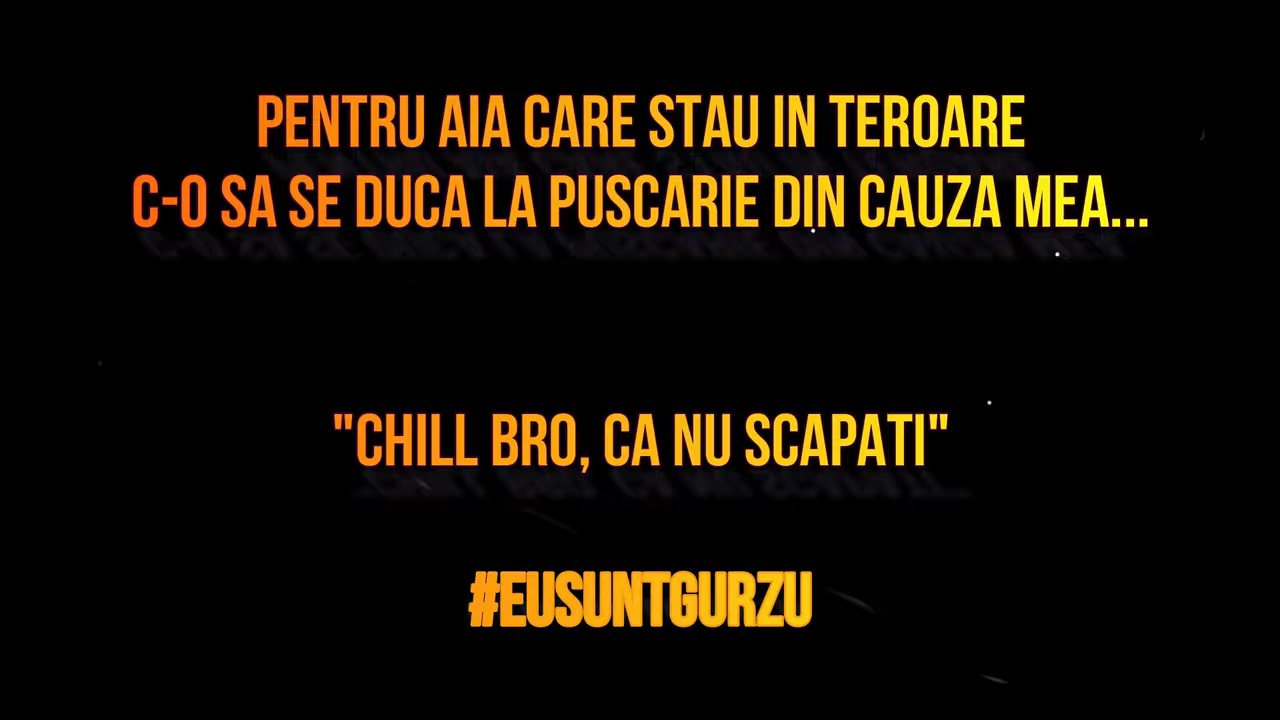 PENTRU AIA CARE STAU IN TEROARE
C-O SA SE DUCA LA PUSCARIE DIN CAUZA MEA...
"CHILL BRO, CA NU SCAPATI"
#EUSUNTGURZU